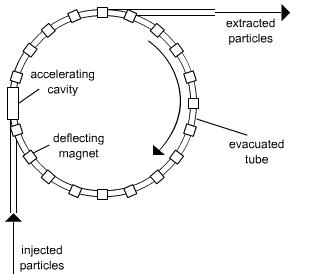 extracted
particles
accelerating
cavity
deflecting
magnet
evacuated
tube
injected
particles